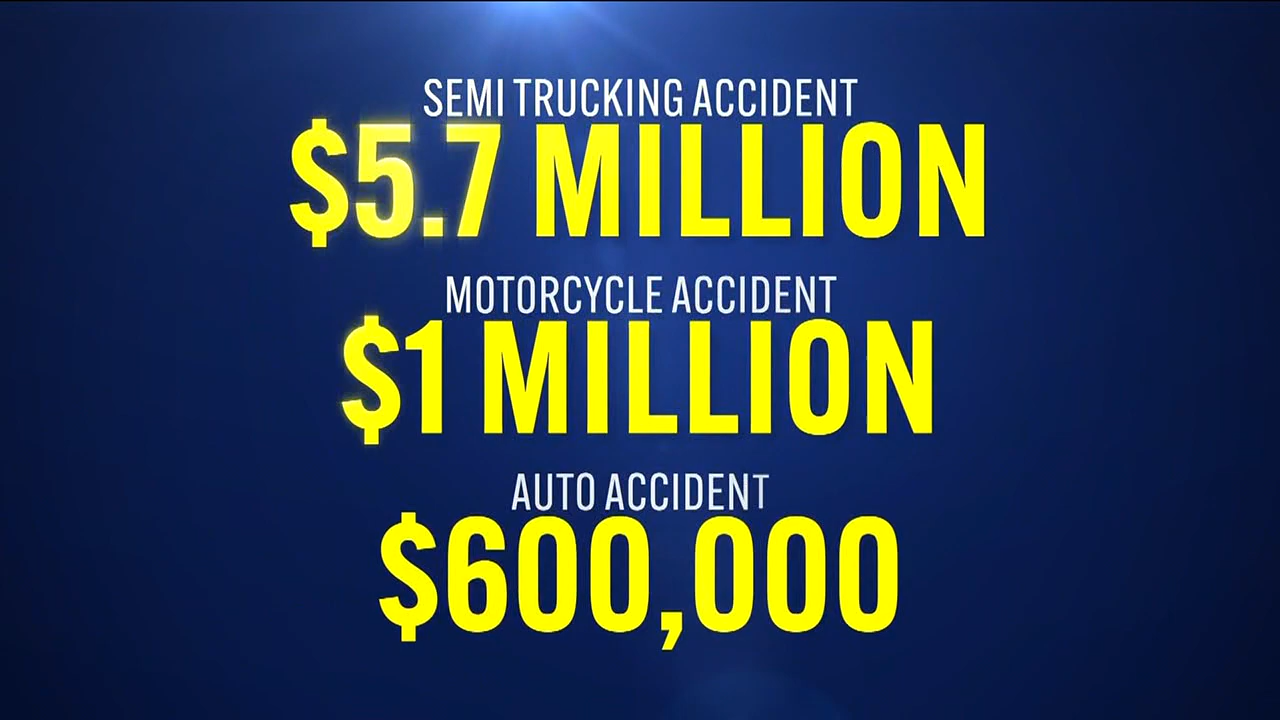 SEMI TRUCKING ACCIDENT
$5.7 MILLION
MOTORCYCLE ACCIDENT
$1 MILLION
AUTO ACCIDENT
$600,000